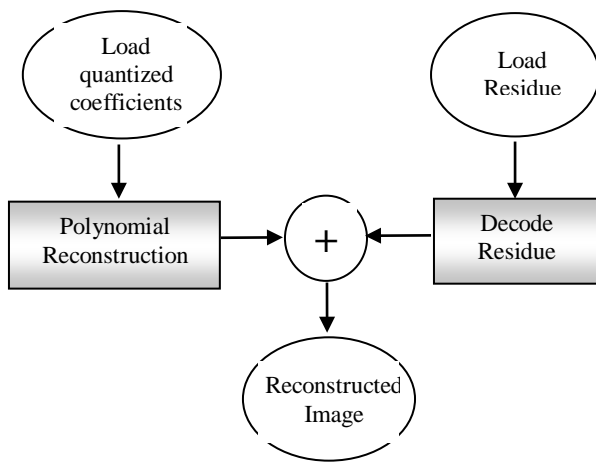 Load
quantized
coefficients
Load
Residue
Polynomial
Reconstruction
+
Decode
Residue
Reconstructed
Image